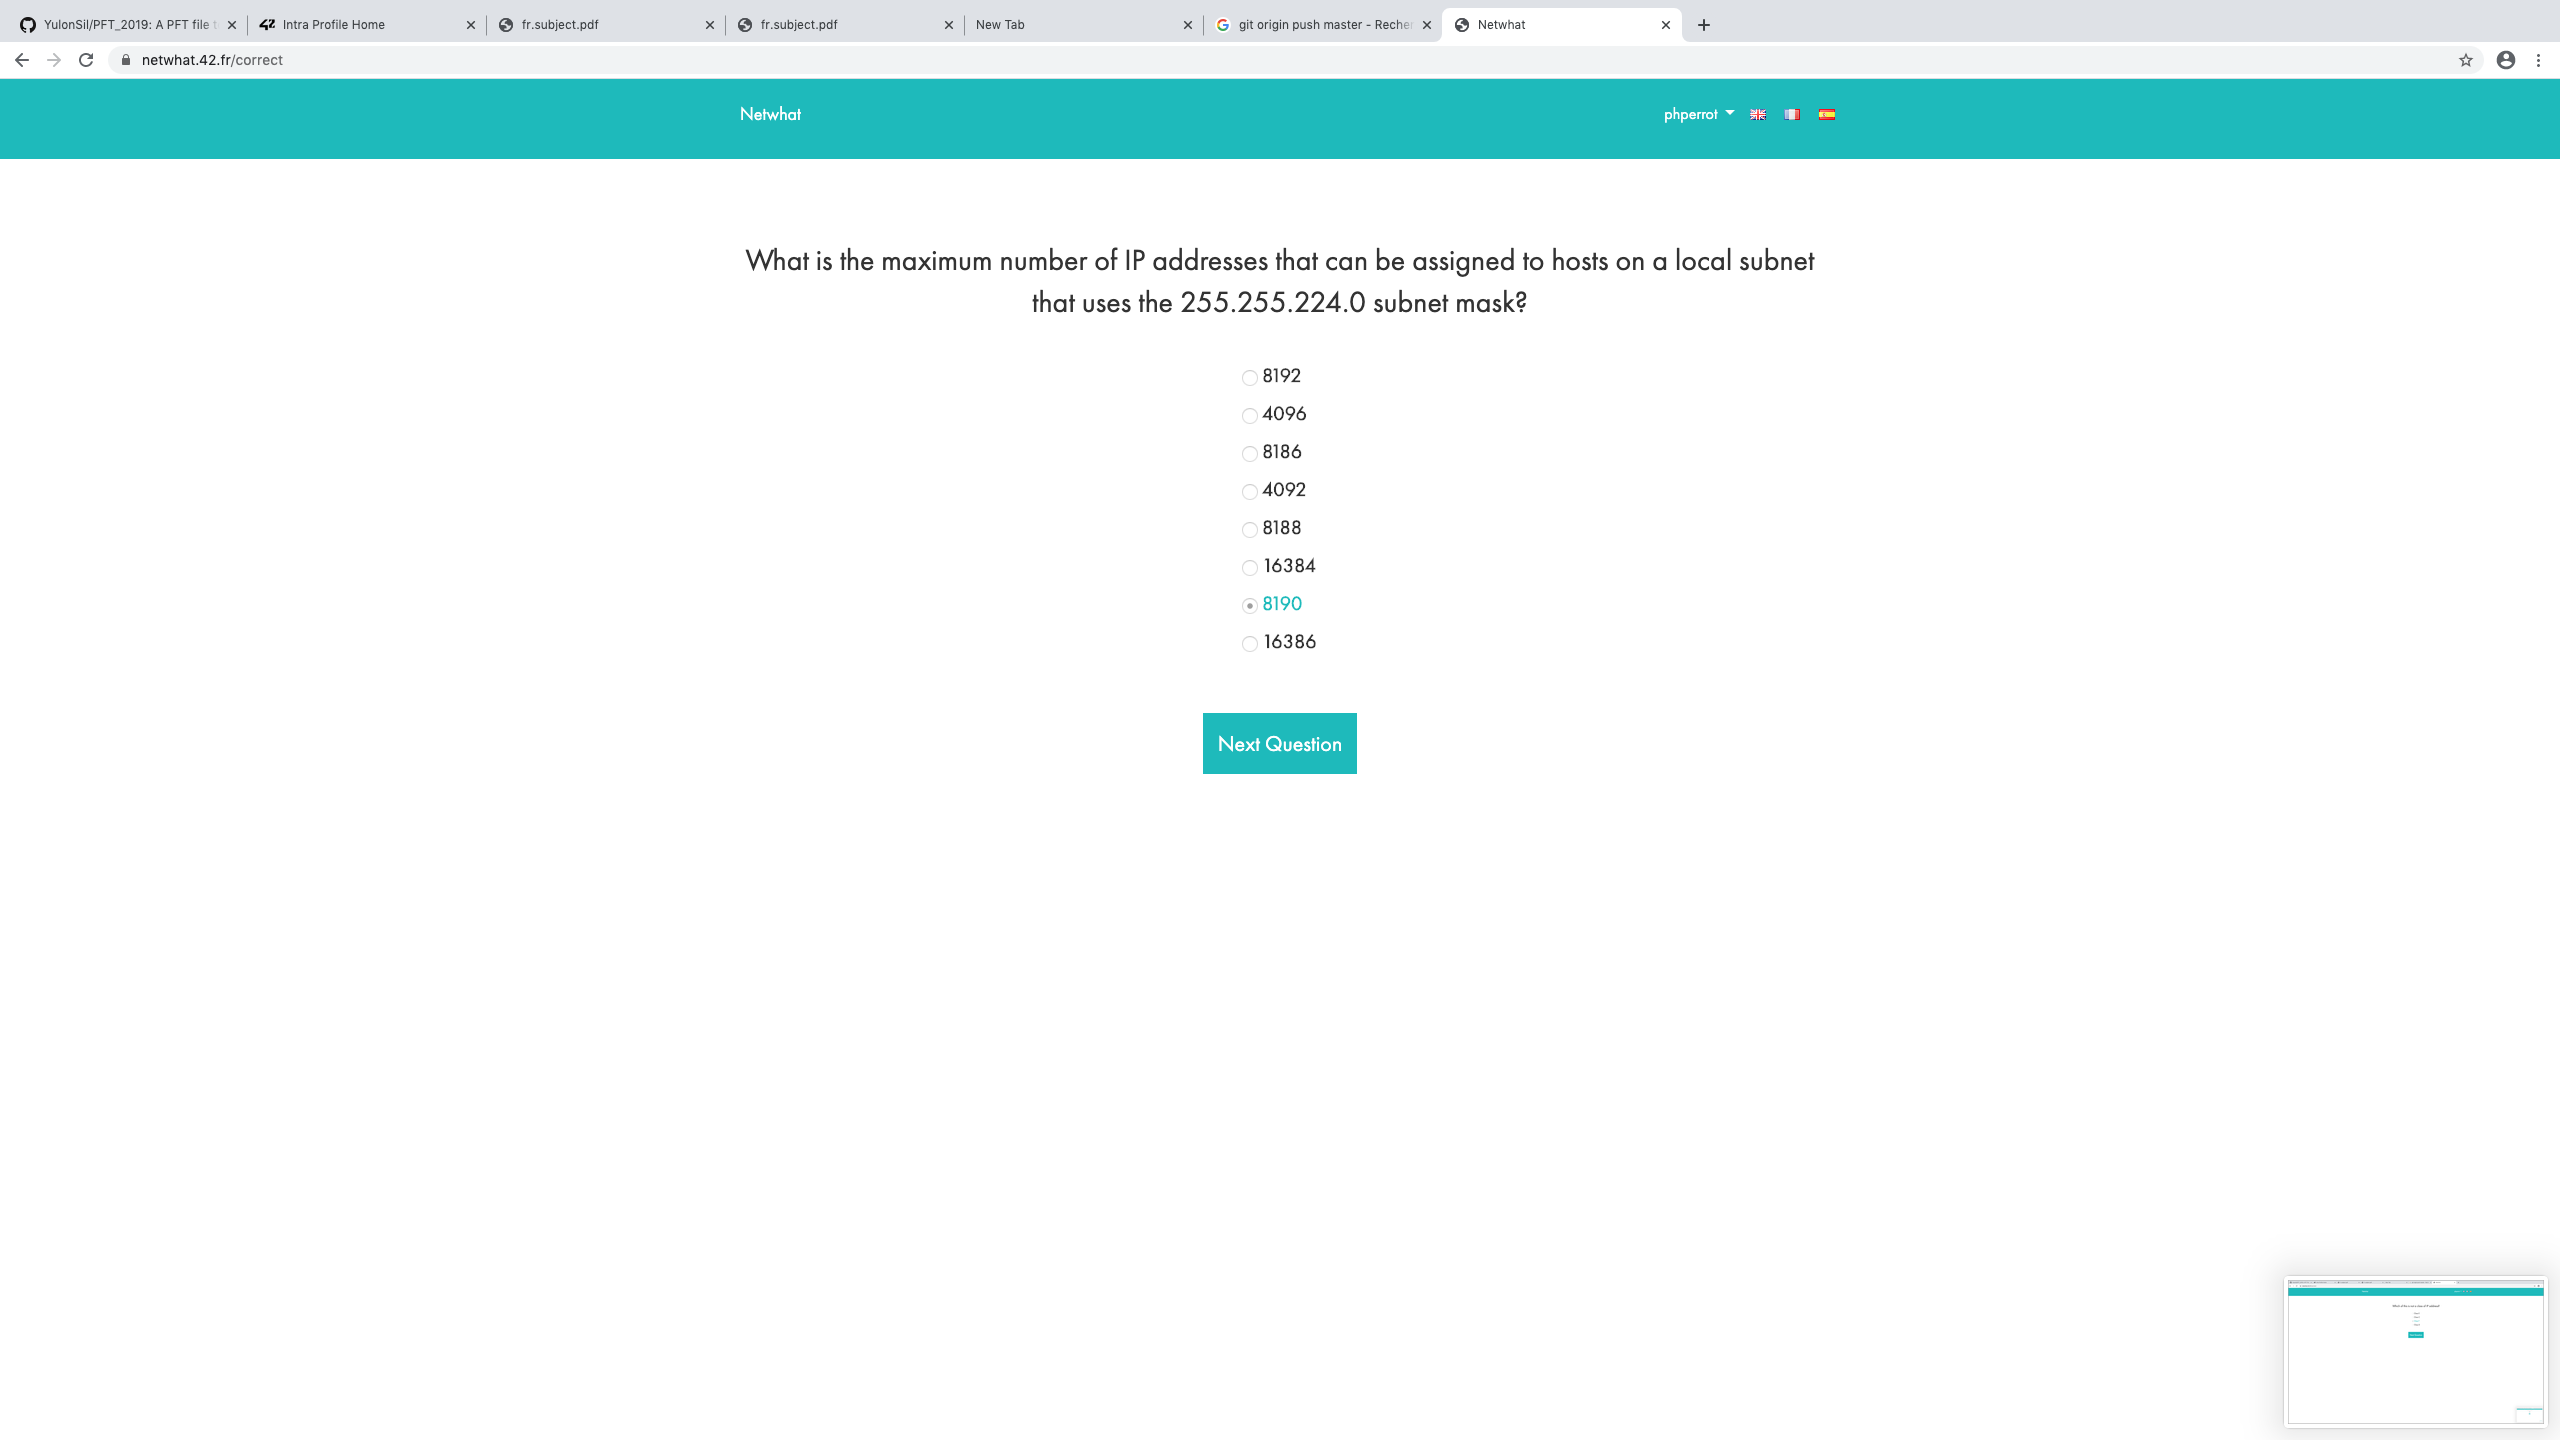 YulonSil/PFT_2019: A PFT file t
Intra Profile Home
fr.subject.pdf
fr.subject.pdf
New Tab
git origin push master - Recher
Netwhat
netwhat.42.fr/correct
Netwhat
phperrot
What is the maximum number of IP addresses that can be assigned to hosts on a local subnet
that uses the 255.255.224.0 subnet mask?
8192
4096
8186
4092
8188
16384
8190
16386
Next Question